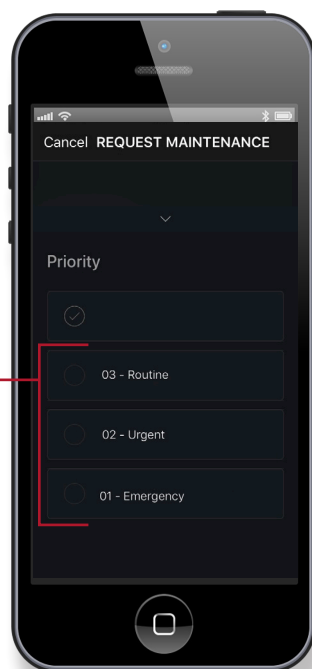 Cancel REQUEST MAINTENANCE
Priority
03 - Routine
02 - Urgent
01 - Emergency